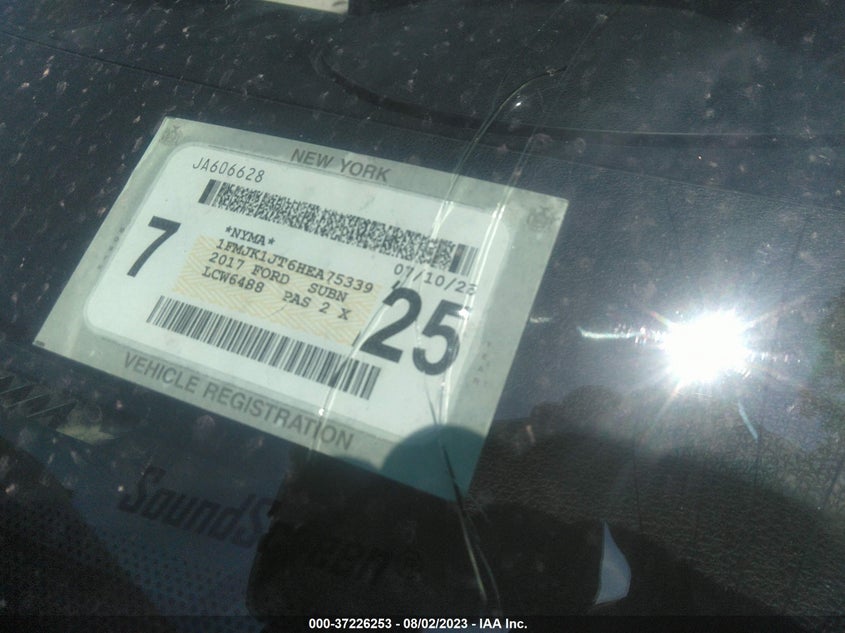 NEW YORK
JA606628
*NYMA*
1FMJK1JT6HEA75339
07/10/23
2017 FORD SUBN
LCW6488 PAS 2 X
7
25
VEHICLE REGISTRATION
SoundScreen®
000-37226253 - 08/02/2023 - IAA Inc.